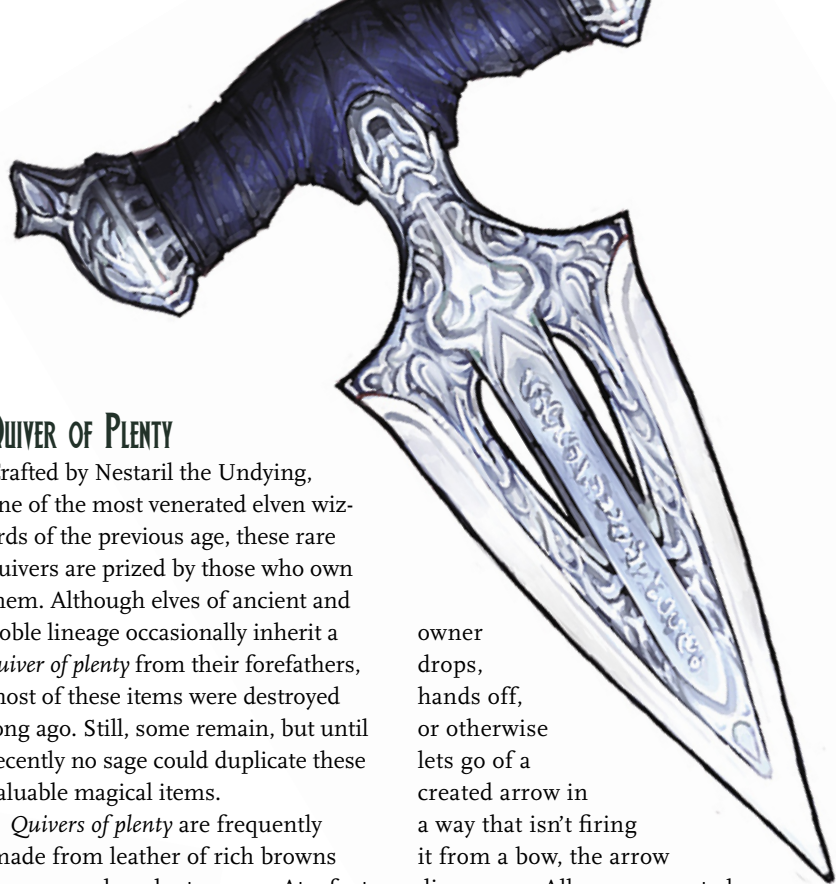 QUIVER OF PLENTY
rafted by Nestaril the Undying,
ne of the most venerated elven wiz-
rds of the previous age, these rare
uivers are prized by those who own
hem. Although elves of ancient and
oble lineage occasionally inherit a
uiver of plenty from their forefathers,
most of these items were destroyed
ong ago. Still, some remain, but until
recently no sage could duplicate these
aluable magical items.
Quivers of plenty are frequently
made from leather of rich browns
owner
drops,
hands off,
or otherwise
lets go of a
created arrow in
a way that isn't firing
it from a bow, the arrow